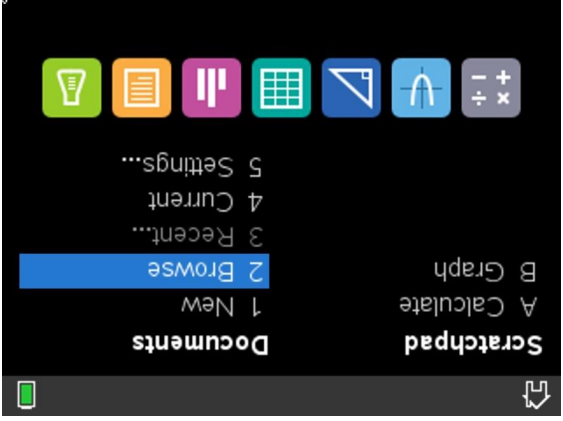 Scratchpad
A Calculate
B Graph
Documents
1 New
2 Browse
3 Recent...
4 Current
5 Settings...